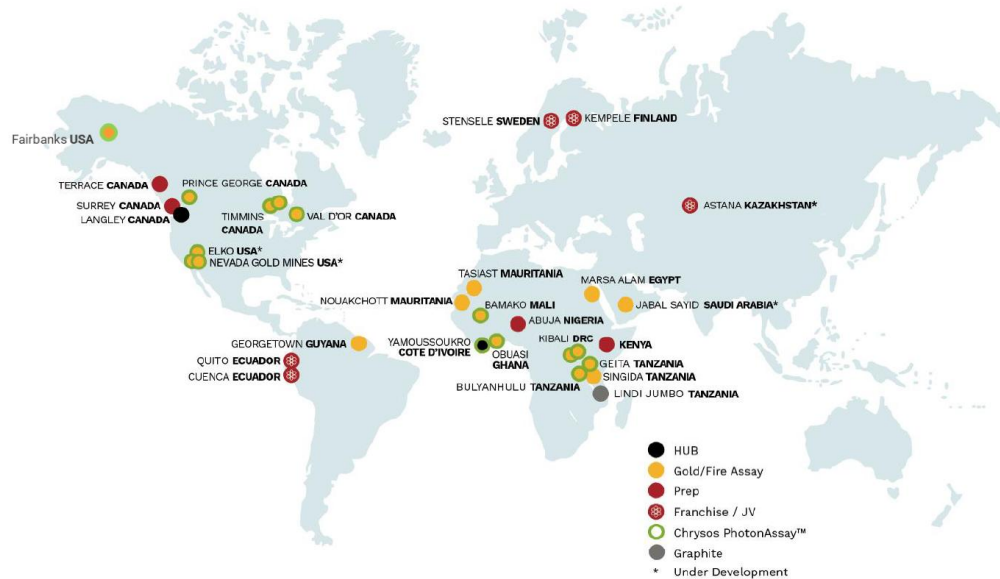 STENSELE SWEDEN
KEMPELE FINLAND
Fairbanks USA
TERRACE CANADA
PRINCE GEORGE CANADA
SURREY CANADA
LANGLEY CANADA
TIMMINS
CANADA
VAL D'OR CANADA
ASTANA KAZAKHSTAN*
ELKO USA*
NEVADA GOLD MINES USA*
TASIAST MAURITANIA
MARSA ALAM EGYPT
NOUAKCHOTT MAURITANIA
BAMAKO MALI
JABAL SAYID SAUDI ARABIA*
ABUJA NIGERIA
GEORGETOWN GUYANA
YAMOUSSOUKRO
COTE D'IVOIRE
OBUASI
GHANA
KIBALI DRC
KENYA
QUITO ECUADOR
GEITA TANZANIA
CUENCA ECUADOR
SINGIDA TANZANIA
BULYANHULU TANZANIA
LINDI JUMBO TANZANIA
HUB
Gold/Fire Assay
Prep
Franchise / JV
Chrysos PhotonAssay™
Graphite
* Under Development